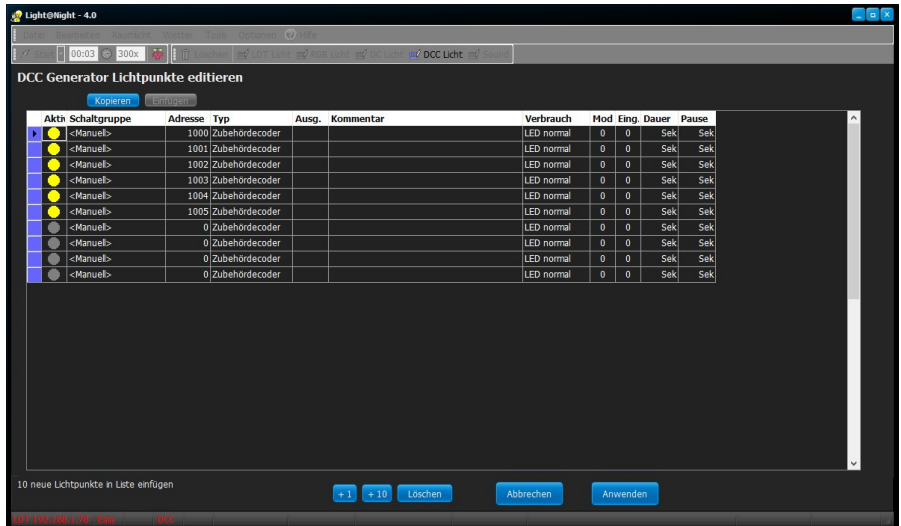 Light@Night - 4.0
Datei Bearbeiten Raumlicht Wetter Tools Optionen Hilfe
Start 00:03 300x Löschen LDT Licht RGB Licht DC Licht DCC Licht Sound
DCC Generator Lichtpunkte editieren
Kopieren Einfügen
Aktiv Schaltgruppe Adresse Typ Ausg. Kommentar Verbrauch Mod Eing. Dauer Pause
<Manuell> 1000 Zubehördecoder LED normal 0 0 Sek Sek
<Manuell> 1001 Zubehördecoder LED normal 0 0 Sek Sek
<Manuell> 1002 Zubehördecoder LED normal 0 0 Sek Sek
<Manuell> 1003 Zubehördecoder LED normal 0 0 Sek Sek
<Manuell> 1004 Zubehördecoder LED normal 0 0 Sek Sek
<Manuell> 1005 Zubehördecoder LED normal 0 0 Sek Sek
<Manuell> 0 Zubehördecoder LED normal 0 0 Sek Sek
<Manuell> 0 Zubehördecoder LED normal 0 0 Sek Sek
<Manuell> 0 Zubehördecoder LED normal 0 0 Sek Sek
<Manuell> 0 Zubehördecoder LED normal 0 0 Sek Sek
10 neue Lichtpunkte in Liste einfügen
+ 1 + 10 Löschen Abbrechen Anwenden
DCC